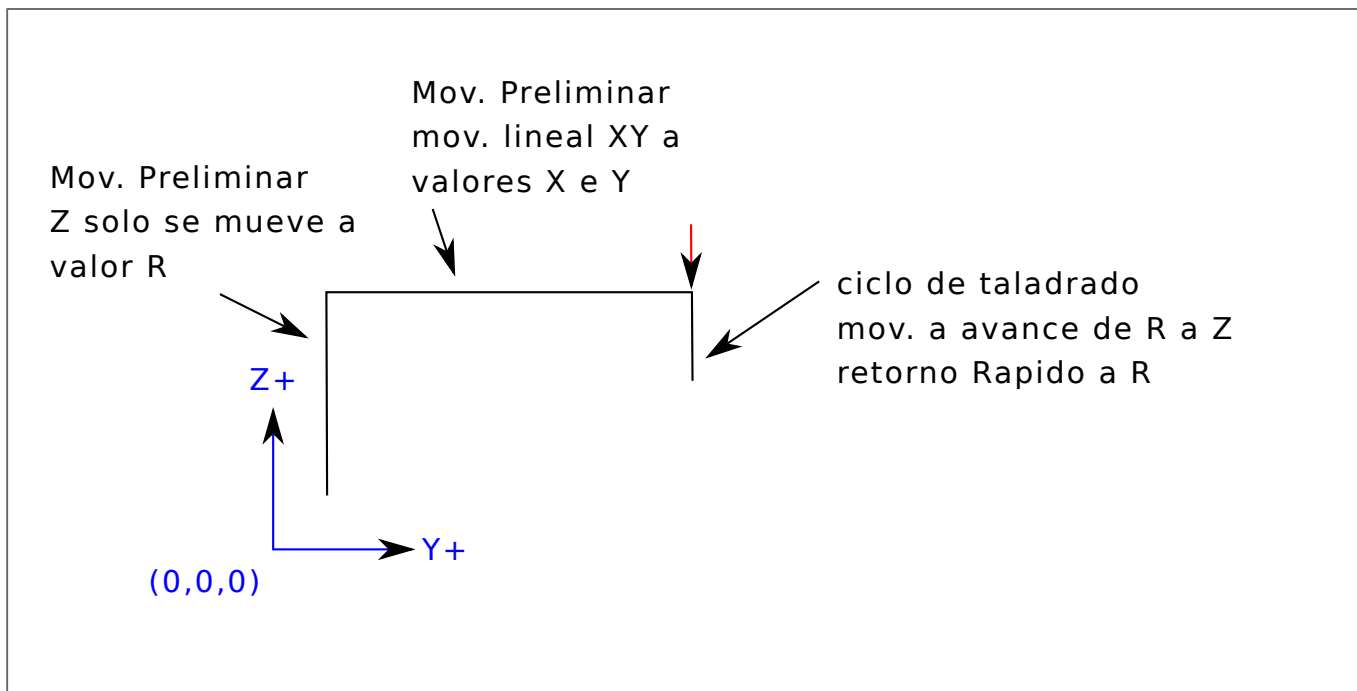 Mov. Preliminar
mov. lineal XY a
valores X e Y
Mov. Preliminar
Z solo se mueve a
valor R
ciclo de taladrado
mov. a avance de R a Z
retorno Rapido a R
Z+
Y+
(0,0,0)